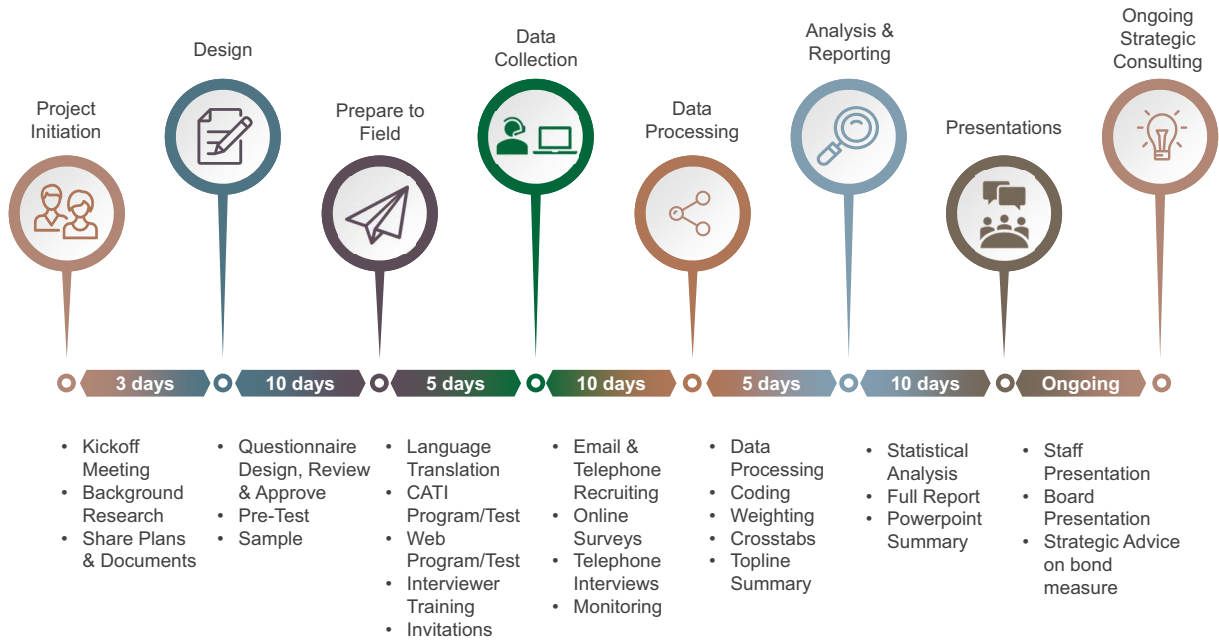 Project
Initiation
Design
Prepare to
Field
Data
Collection
Data
Processing
Analysis &
Reporting
Presentations
Ongoing
Strategic
Consulting
3 days
10 days
5 days
10 days
5 days
10 days
Ongoing
• Kickoff
Meeting
• Background
Research
• Share Plans
& Documents
• Questionnaire
Design, Review
& Approve
• Pre-Test
• Sample
• Language
Translation
• CATI
Program/Test
• Web
Program/Test
• Interviewer
Training
• Invitations
• Email &
Telephone
Recruiting
• Online
Surveys
• Telephone
Interviews
• Monitoring
• Data
Processing
• Coding
• Weighting
• Crosstabs
• Topline
Summary
• Statistical
Analysis
• Full Report
• Powerpoint
Summary
• Staff
Presentation
• Board
Presentation
• Strategic Advice
on bond
measure